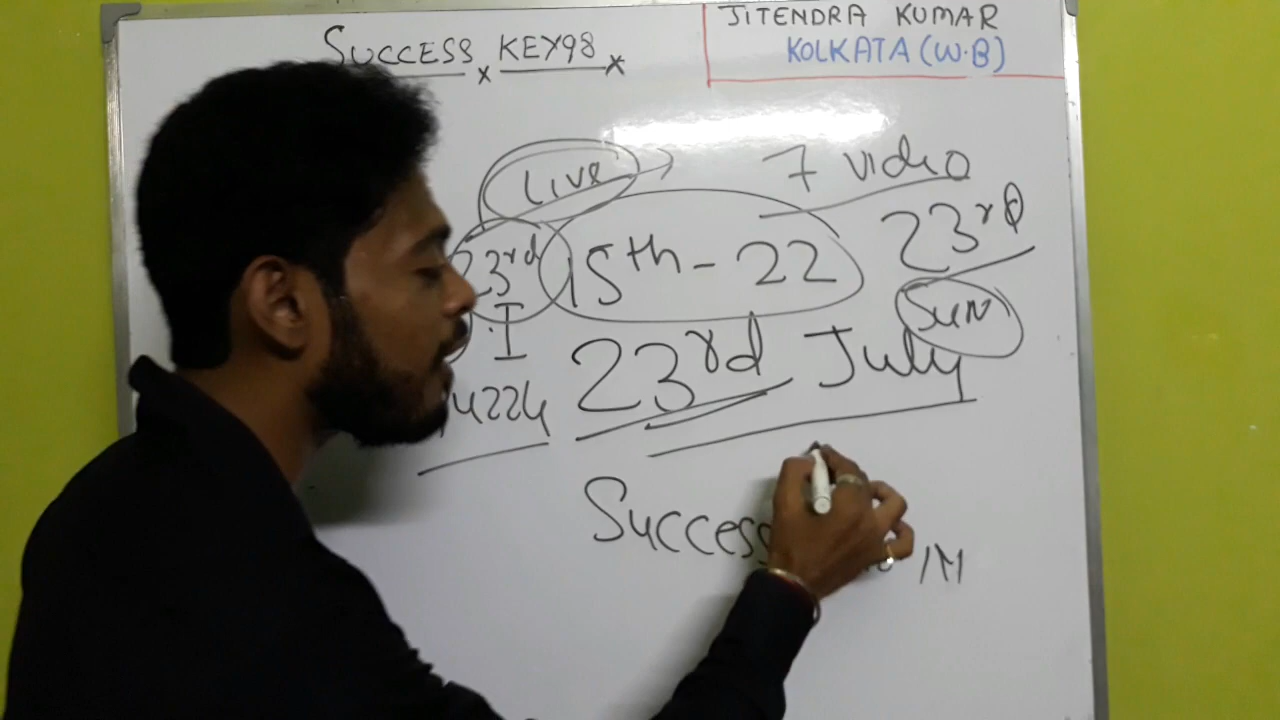 SUCCESS KEY98
JITENDRA KUMAR
KOLKATA (W.B)
Live → 7 video
23rd 15th - 22 23rd
I Sun
23rd July
Success